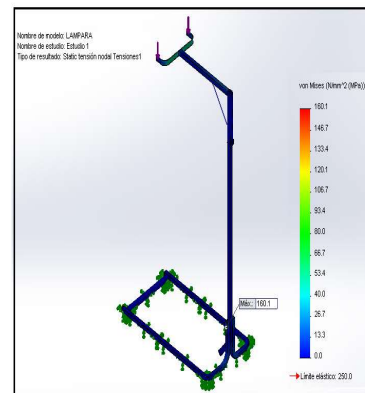 Nombre de modelo: LAMPARA
Nombre de estudio: Estudio 1
Tipo de resultado: Static tensión nodal Tensiones1
von Mises (N/mm^2 (MPa))
160.1
146.7
133.4
120.1
106.7
93.4
80.0
66.7
53.4
40.0
26.7
13.3
0.0
Límite elástico: 250.0
Máx.: 160.1